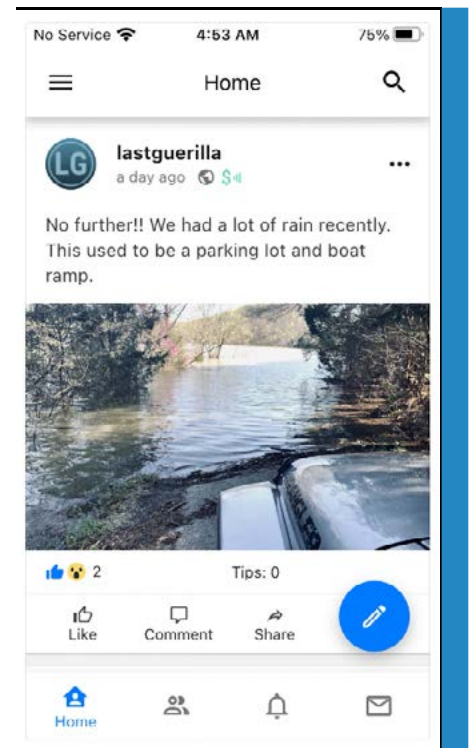 No Service 4:53 AM 75%
Home
LG
lastguerilla
a day ago $
No further!! We had a lot of rain recently.
This used to be a parking lot and boat
ramp.
2 Tips: 0
Like Comment Share
Home